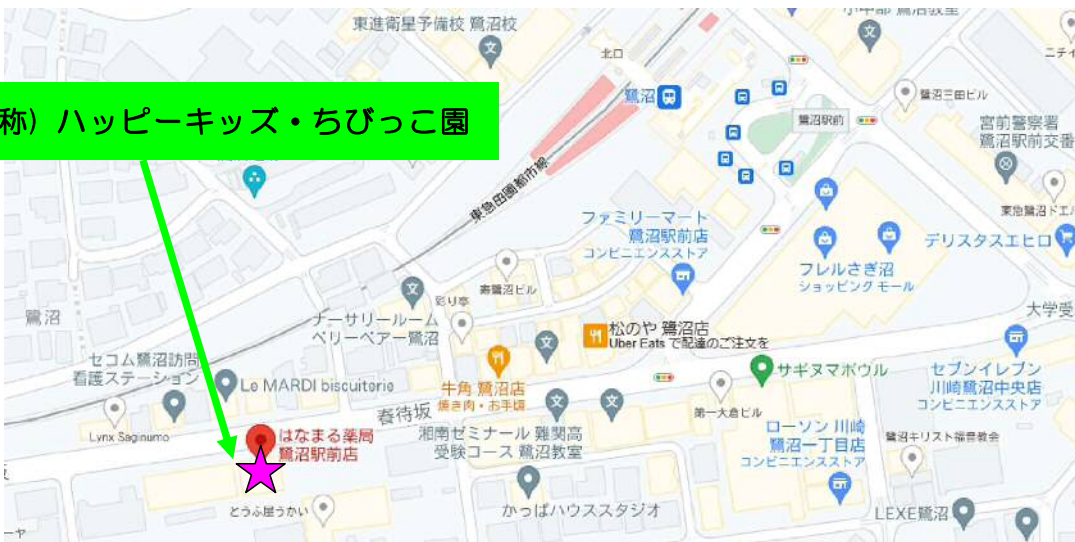 東進衛星予備校 鷺沼校
北口
鷺沼
鷺沼三田ビル
称）ハッピーキッズ・ちびっこ園
鷺沼駅前
宮前警察署
鷺沼駅前交番
東急田園都市線
ファミリーマート
鷺沼駅前店
コンビニエンスストア
東急鷺沼ドエル
デリスタスエヒロ
フレルさぎ沼
ショッピング モール
寿鷺沼ビル
彩り亭
鷺沼
ナーサリールーム
ベリーベアー鷺沼
松のや 鷺沼店
Uber Eats で配達のご注文を
大学受
セコム鷺沼訪問
看護ステーション
Le MARDI biscuiterie
牛角 鷺沼店
焼き肉・お手頃
サギヌマボウル
セブンイレブン
川崎鷺沼中央店
コンビニエンスストア
春待坂
第一大倉ビル
Lynx Saginumo
はなまる薬局
鷺沼駅前店
湘南ゼミナール 難関高
受験コース 鷺沼教室
ローソン 川崎
鷺沼一丁目店
コンビニエンスストア
鷺沼キリスト福音教会
とうふ屋うかい
かっぱハウススタジオ
LEXE鷺沼